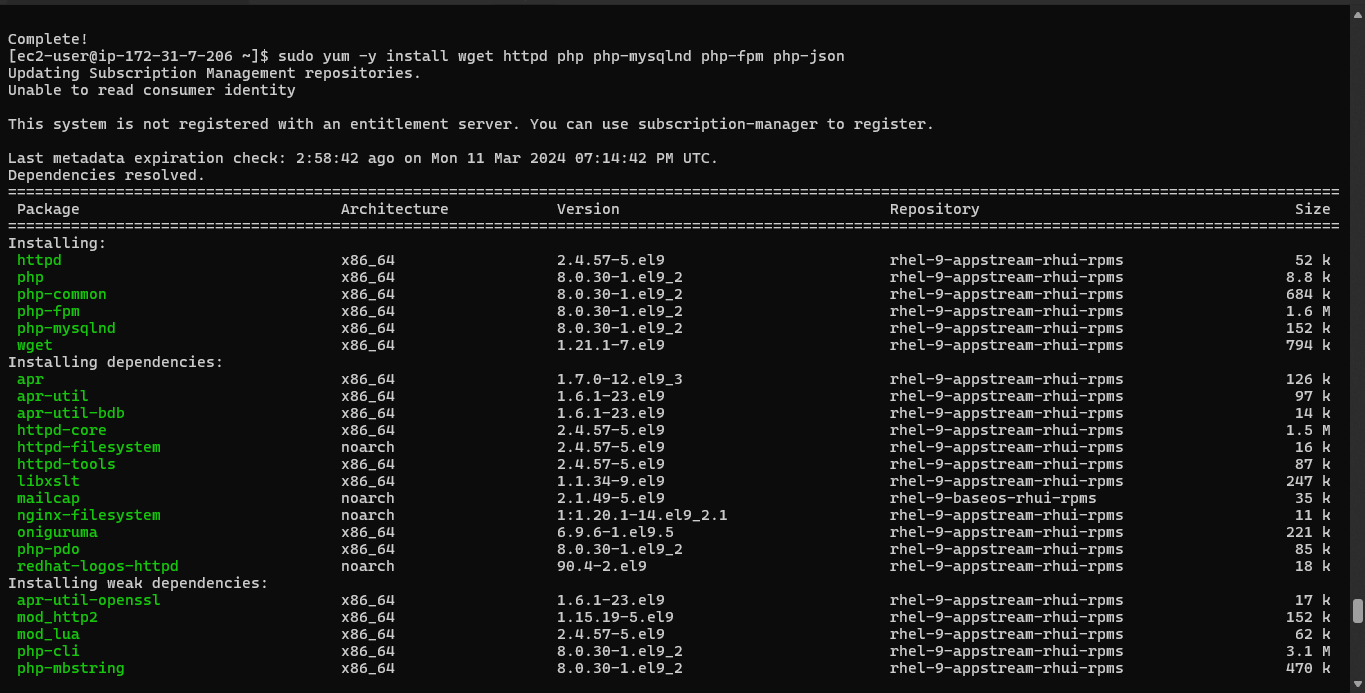 Complete!
[ec2-user@ip-172-31-7-206 ~]$ sudo yum -y install wget httpd php php-mysqlnd php-fpm php-json
Updating Subscription Management repositories.
Unable to read consumer identity
This system is not registered with an entitlement server. You can use subscription-manager to register.
Last metadata expiration check: 2:58:42 ago on Mon 11 Mar 2024 07:14:42 PM UTC.
Dependencies resolved.
================================================================================
Package Architecture Version Repository Size
================================================================================
Installing:
httpd x86_64 2.4.57-5.el9 rhel-9-appstream-rhui-rpms 52 k
php x86_64 8.0.30-1.el9_2 rhel-9-appstream-rhui-rpms 8.8 k
php-common x86_64 8.0.30-1.el9_2 rhel-9-appstream-rhui-rpms 684 k
php-fpm x86_64 8.0.30-1.el9_2 rhel-9-appstream-rhui-rpms 1.6 M
php-mysqlnd x86_64 8.0.30-1.el9_2 rhel-9-appstream-rhui-rpms 152 k
wget x86_64 1.21.1-7.el9 rhel-9-appstream-rhui-rpms 794 k
Installing dependencies:
apr x86_64 1.7.0-12.el9_3 rhel-9-appstream-rhui-rpms 126 k
apr-util x86_64 1.6.1-23.el9 rhel-9-appstream-rhui-rpms 97 k
apr-util-bdb x86_64 1.6.1-23.el9 rhel-9-appstream-rhui-rpms 14 k
httpd-core x86_64 2.4.57-5.el9 rhel-9-appstream-rhui-rpms 1.5 M
httpd-filesystem noarch 2.4.57-5.el9 rhel-9-appstream-rhui-rpms 16 k
httpd-tools x86_64 2.4.57-5.el9 rhel-9-appstream-rhui-rpms 87 k
libxslt x86_64 1.1.34-9.el9 rhel-9-appstream-rhui-rpms 247 k
mailcap noarch 2.1.49-5.el9 rhel-9-baseos-rhui-rpms 35 k
nginx-filesystem noarch 1:1.20.1-14.el9_2.1 rhel-9-appstream-rhui-rpms 11 k
oniguruma x86_64 6.9.6-1.el9.5 rhel-9-appstream-rhui-rpms 221 k
php-pdo x86_64 8.0.30-1.el9_2 rhel-9-appstream-rhui-rpms 85 k
redhat-logos-httpd noarch 90.4-2.el9 rhel-9-appstream-rhui-rpms 18 k
Installing weak dependencies:
apr-util-openssl x86_64 1.6.1-23.el9 rhel-9-appstream-rhui-rpms 17 k
mod_http2 x86_64 1.15.19-5.el9 rhel-9-appstream-rhui-rpms 152 k
mod_lua x86_64 2.4.57-5.el9 rhel-9-appstream-rhui-rpms 62 k
php-cli x86_64 8.0.30-1.el9_2 rhel-9-appstream-rhui-rpms 3.1 M
php-mbstring x86_64 8.0.30-1.el9_2 rhel-9-appstream-rhui-rpms 470 k